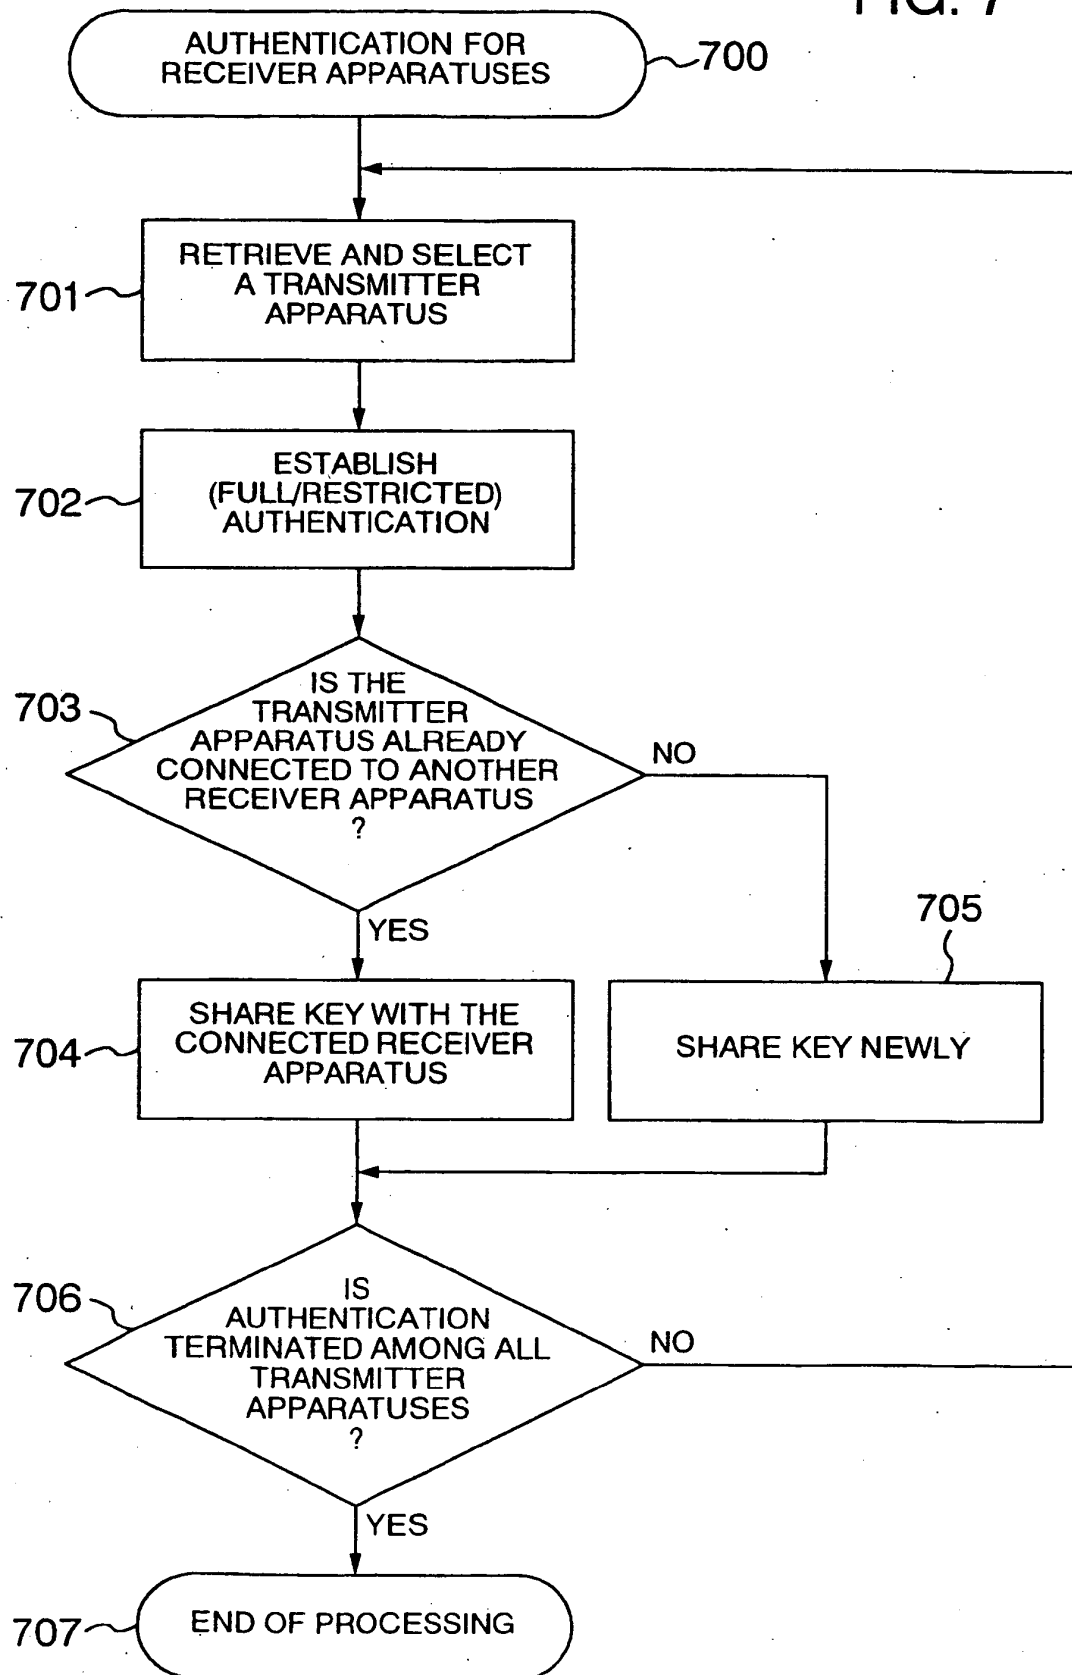 FIG. 7
AUTHENTICATION FOR
RECEIVER APPARATUSES
700
RETRIEVE AND SELECT
A TRANSMITTER
APPARATUS
701
ESTABLISH
(FULL/RESTRICTED)
AUTHENTICATION
702
IS THE
TRANSMITTER
APPARATUS ALREADY
CONNECTED TO ANOTHER
RECEIVER APPARATUS
?
703
NO
YES
705
SHARE KEY WITH THE
CONNECTED RECEIVER
APPARATUS
704
SHARE KEY NEWLY
IS
AUTHENTICATION
TERMINATED AMONG ALL
TRANSMITTER
APPARATUSES
?
706
NO
YES
END OF PROCESSING
707